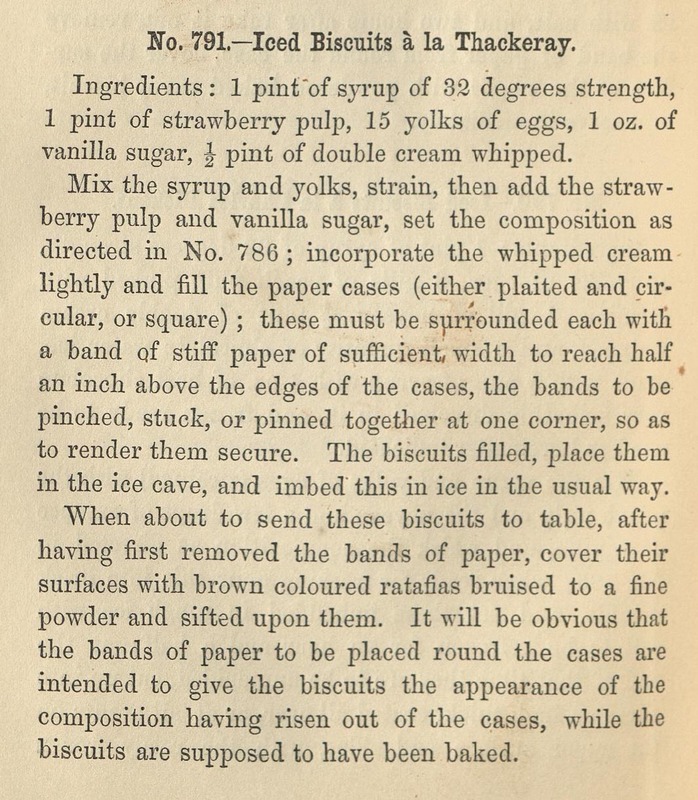 No. 791.—Iced Biscuits à la Thackeray.
Ingredients: 1 pint of syrup of 32 degrees strength,
1 pint of strawberry pulp, 15 yolks of eggs, 1 oz. of
vanilla sugar, ½ pint of double cream whipped.
Mix the syrup and yolks, strain, then add the straw-
berry pulp and vanilla sugar, set the composition as
directed in No. 786; incorporate the whipped cream
lightly and fill the paper cases (either plaited and cir-
cular, or square); these must be surrounded each with
a band of stiff paper of sufficient width to reach half
an inch above the edges of the cases, the bands to be
pinched, stuck, or pinned together at one corner, so as
to render them secure. The biscuits filled, place them
in the ice cave, and imbed this in ice in the usual way.
When about to send these biscuits to table, after
having first removed the bands of paper, cover their
surfaces with brown coloured ratafias bruised to a fine
powder and sifted upon them. It will be obvious that
the bands of paper to be placed round the cases are
intended to give the biscuits the appearance of the
composition having risen out of the cases, while the
biscuits are supposed to have been baked.